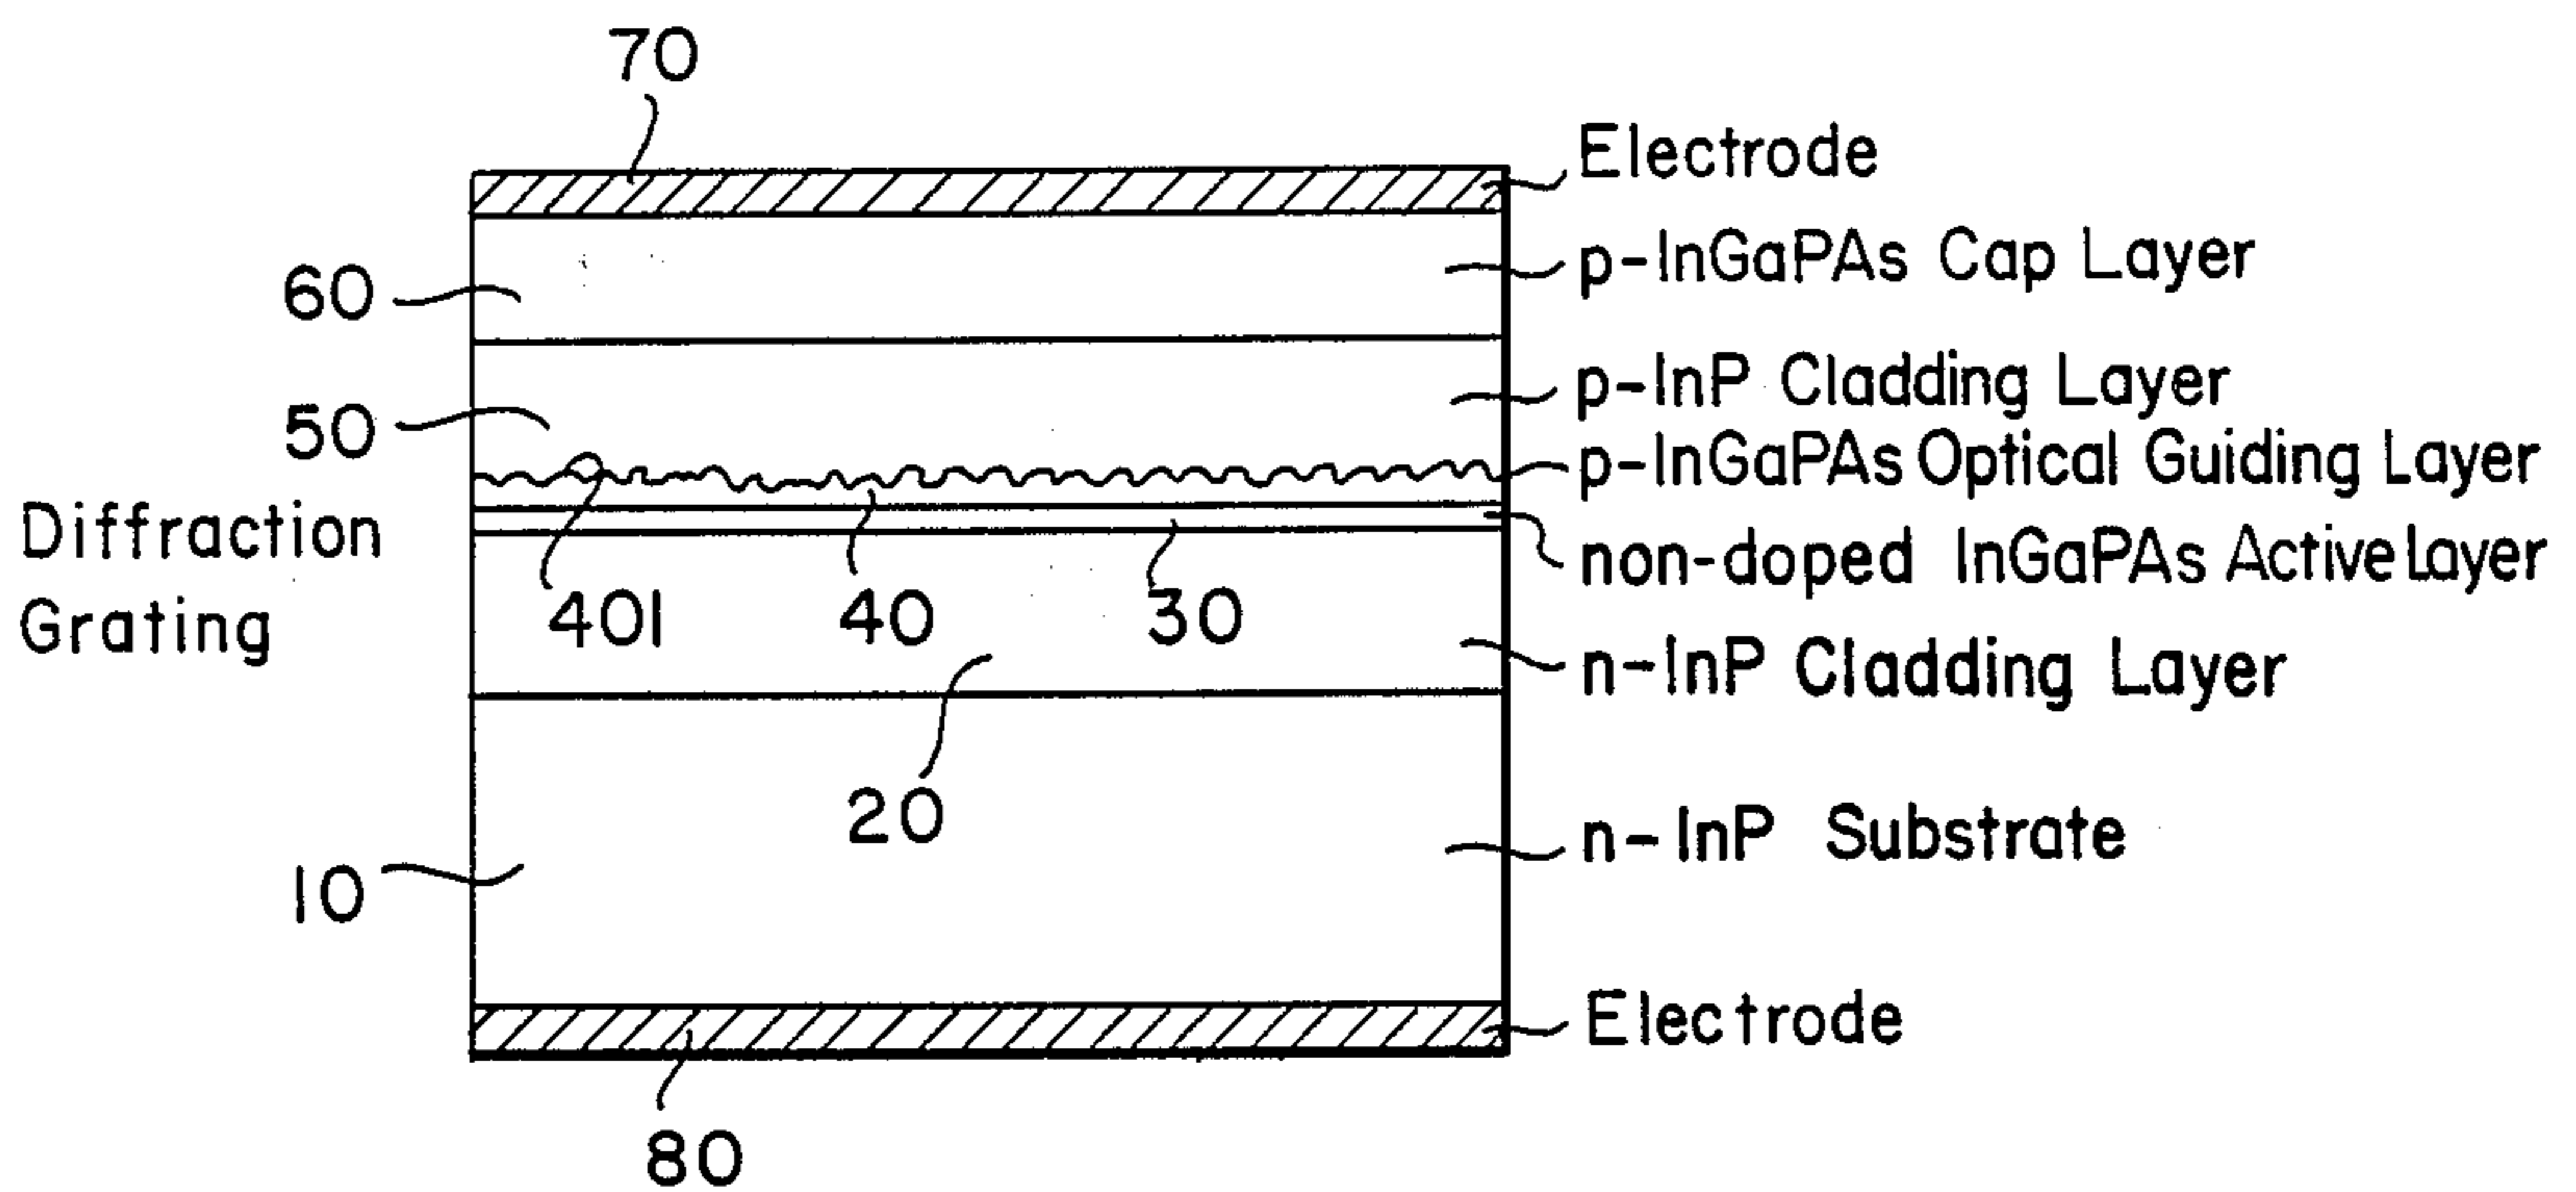 70
Electrode
p-InGaPAs Cap Layer
60
p-InP Cladding Layer
50
p-InGaPAs Optical Guiding Layer
Diffraction
Grating
non-doped InGaPAs Active Layer
401
40
30
n-InP Cladding Layer
20
n-InP Substrate
10
Electrode
80